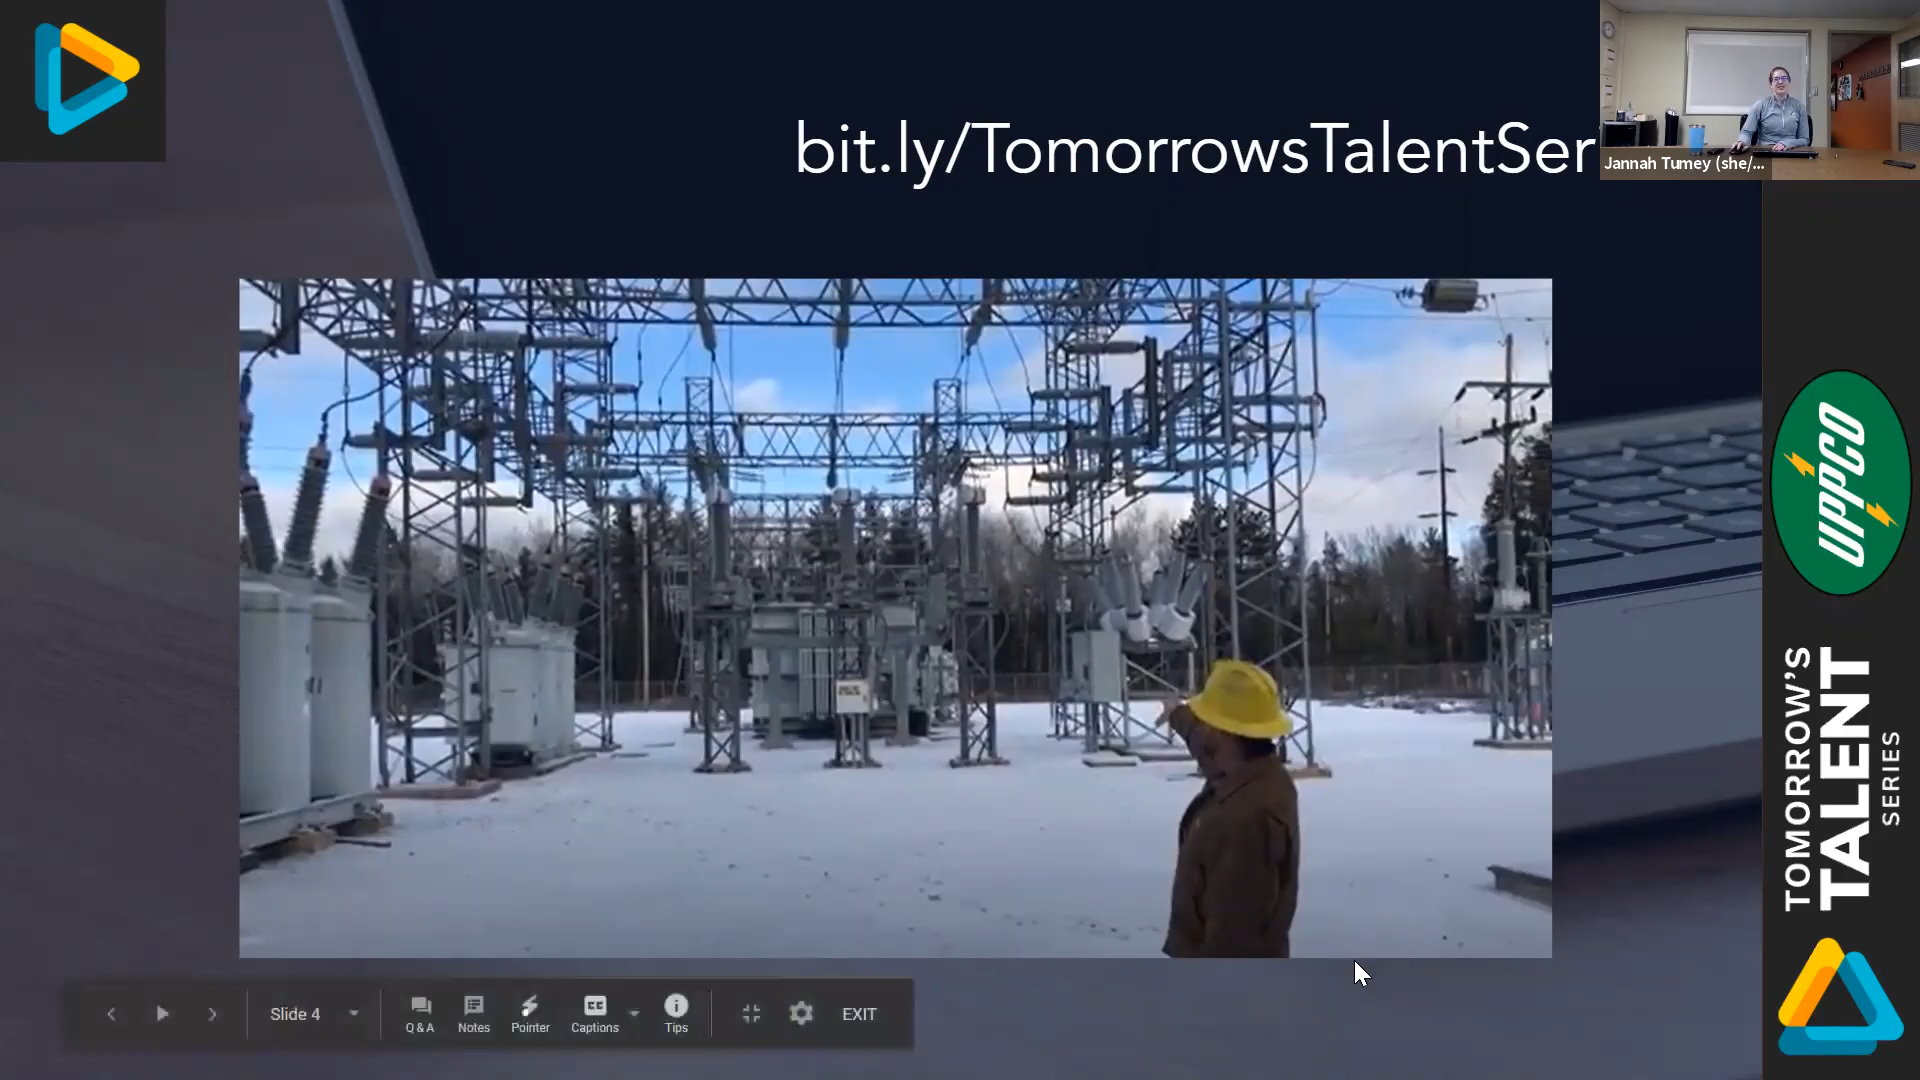 bit.ly/TomorrowsTalentSer
Jannah Tumey (she/...
UPPCO
TOMORROW'S
TALENT
SERIES
Slide 4
Q & A
Notes
Pointer
Captions
Tips
EXIT